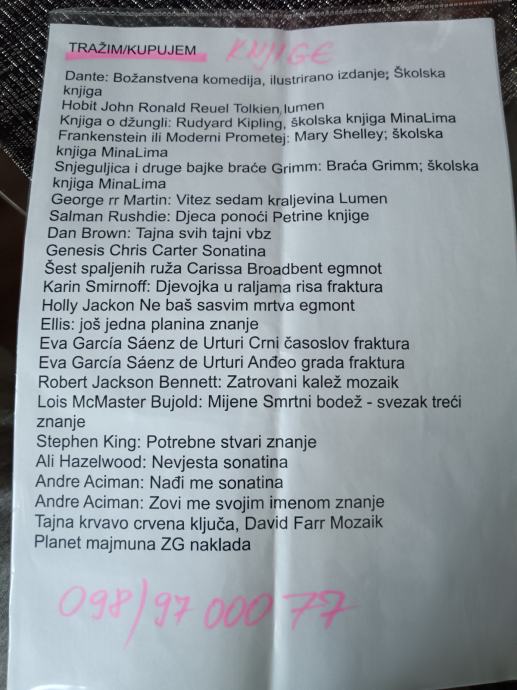 TRAŽIM/KUPUJEM KNJIGE
Dante: Božanstvena komedija, ilustrirano izdanje; Školska
knjiga
Hobit John Ronald Reuel Tolkien, lumen
Knjiga o džungli: Rudyard Kipling, školska knjiga MinaLima
Frankenstein ili Moderni Prometej: Mary Shelley; školska
knjiga MinaLima
Snjeguljica i druge bajke braće Grimm: Braća Grimm; školska
knjiga MinaLima
George rr Martin: Vitez sedam kraljevina Lumen
Salman Rushdie: Djeca ponoći Petrine knjige
Dan Brown: Tajna svih tajni vbz
Genesis Chris Carter Sonatina
Šest spaljenih ruža Carissa Broadbent egmnot
Karin Smirnoff: Djevojka u raljama risa fraktura
Holly Jackon Ne baš sasvim mrtva egmont
Ellis: još jedna planina znanje
Eva García Sáenz de Urturi Crni časoslov fraktura
Eva García Sáenz de Urturi Anđeo grada fraktura
Robert Jackson Bennett: Zatrovani kalež mozaik
Lois McMaster Bujold: Mijene Smrtni bodež - svezak treći
znanje
Stephen King: Potrebne stvari znanje
Ali Hazelwood: Nevjesta sonatina
Andre Aciman: Nađi me sonatina
Andre Aciman: Zovi me svojim imenom znanje
Tajna krvavo crvena ključa, David Farr Mozaik
Planet majmuna ZG naklada
098/97 000 77